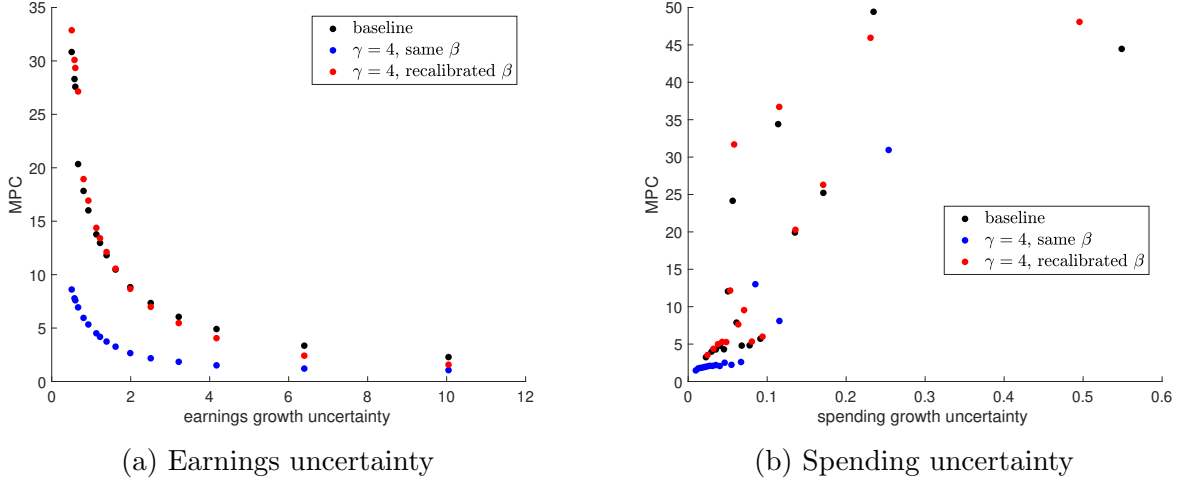 35
30
25
20
15
10
5
0
MPC
0 2 4 6 8 10 12
earnings growth uncertainty
baseline
γ = 4, same β
γ = 4, recalibrated β
(a) Earnings uncertainty
50
45
40
35
30
25
20
15
10
5
0
MPC
0 0.1 0.2 0.3 0.4 0.5 0.6
spending growth uncertainty
baseline
γ = 4, same β
γ = 4, recalibrated β
(b) Spending uncertainty